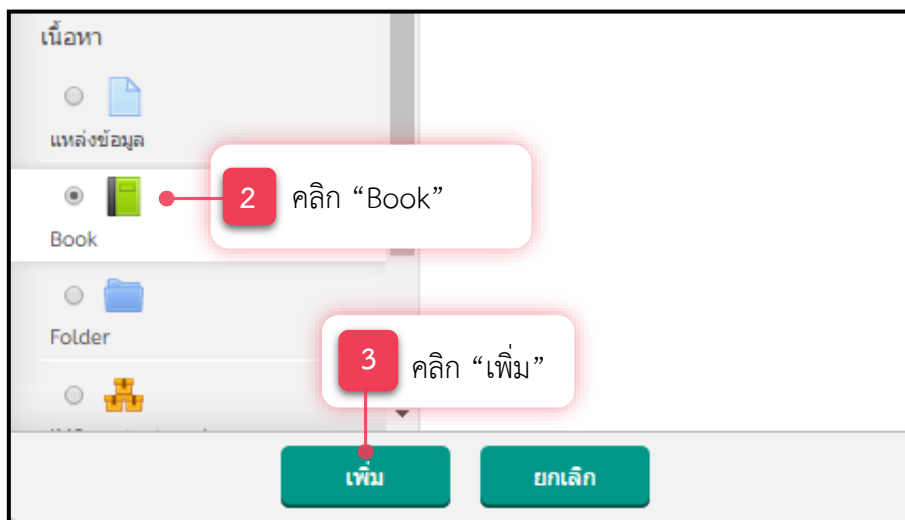 เนื้อหา
แหล่งข้อมูล
2 คลิก “Book”
Book
Folder
3 คลิก “เพิ่ม”
เพิ่ม ยกเลิก